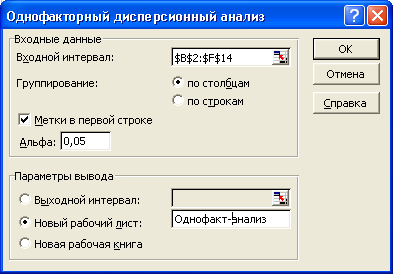 Однофакторный дисперсионный анализ
Входные данные
Входной интервал: $B$2:$F$14
Группирование: по столбцам
по строкам
Метки в первой строке
Альфа: 0,05
OK
Отмена
Справка
Параметры вывода
Выходной интервал:
Новый рабочий лист: Однофакт-анализ
Новая рабочая книга